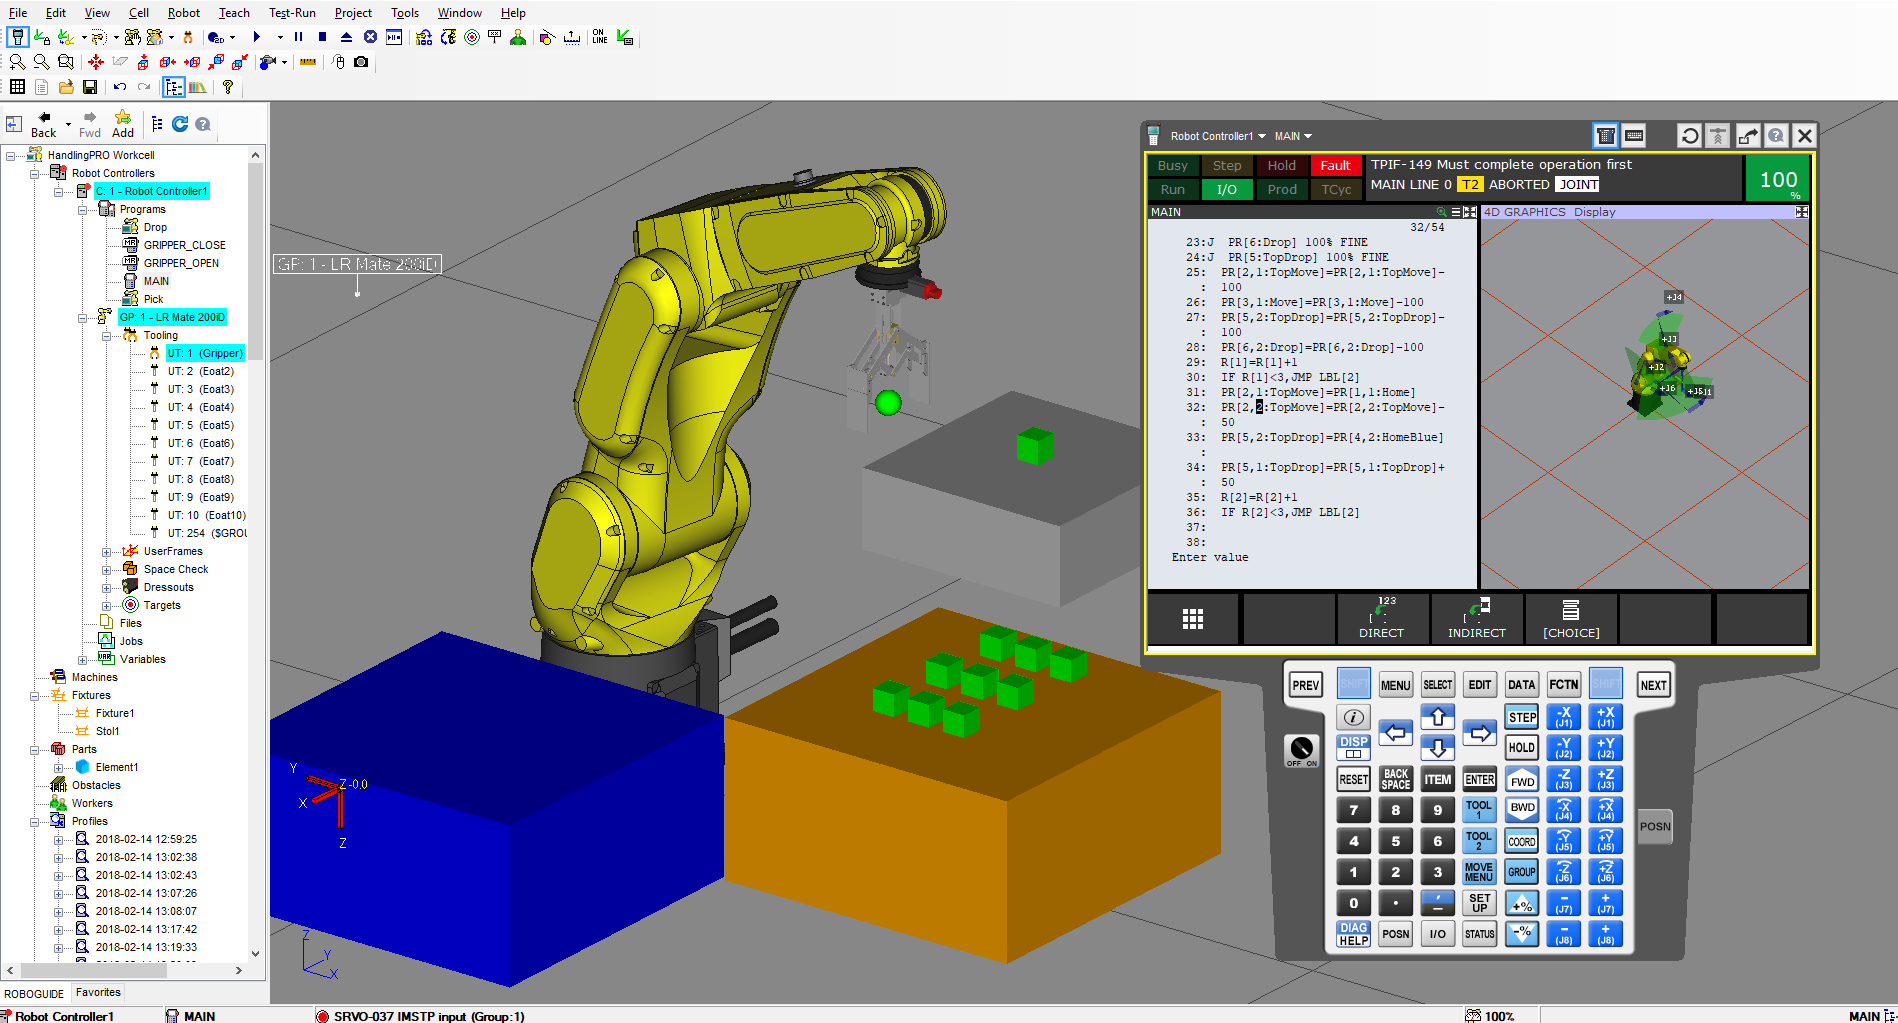 File Edit View Cell Robot Teach Test-Run Project Tools Window Help
ON LINE
Back Fwd Add
HandlingPRO Workcell
Robot Controllers
C: 1 - Robot Controller1
Programs
Drop
GRIPPER_CLOSE
GRIPPER_OPEN
MAIN
Pick
GP: 1 - LR Mate 200iD
Tooling
UT: 1 (Gripper)
UT: 2 (Eoat2)
UT: 3 (Eoat3)
UT: 4 (Eoat4)
UT: 5 (Eoat5)
UT: 6 (Eoat6)
UT: 7 (Eoat7)
UT: 8 (Eoat8)
UT: 9 (Eoat9)
UT: 10 (Eoat10)
UT: 254 ($GROU
UserFrames
Space Check
Dressouts
Targets
Files
Jobs
Variables
Machines
Fixtures
Fixture1
Stol1
Parts
Element1
Obstacles
Workers
Profiles
2018-02-14 12:59:25
2018-02-14 13:02:38
2018-02-14 13:02:43
2018-02-14 13:07:26
2018-02-14 13:08:07
2018-02-14 13:17:42
2018-02-14 13:19:33
ROBOGUIDE Favorites
GP: 1 - LR Mate 200iD
Y
Z-0,0
X
Z
Z
Y
X
Robot Controller1 MAIN
Busy Step Hold Fault
Run I/O Prod TCyc
TPIF-149 Must complete operation first
MAIN LINE 0 T2 ABORTED JOINT
100 %
MAIN
32/54
23:J PR[6:Drop] 100% FINE
24:J PR[5:TopDrop] 100% FINE
25: PR[2,1:TopMove]=PR[2,1:TopMove]-
: 100
26: PR[3,1:Move]=PR[3,1:Move]-100
27: PR[5,2:TopDrop]=PR[5,2:TopDrop]-
: 100
28: PR[6,2:Drop]=PR[6,2:Drop]-100
29: R[1]=R[1]+1
30: IF R[1]<3,JMP LBL[2]
31: PR[2,1:TopMove]=PR[1,1:Home]
32: PR[2,2:TopMove]=PR[2,2:TopMove]-
: 50
33: PR[5,2:TopDrop]=PR[4,2:HomeBlue]
:
34: PR[5,1:TopDrop]=PR[5,1:TopDrop]+
: 50
35: R[2]=R[2]+1
36: IF R[2]<3,JMP LBL[2]
37:
38:
Enter value
4D GRAPHICS Display
+J4
+J3
+J2
+J6
+J5J1
123
DIRECT INDIRECT [CHOICE]
PREV SHIFT MENU SELECT EDIT DATA FCTN SHIFT NEXT
i STEP -X (J1) +X (J1)
OFF ON DISP HOLD -Y (J2) +Y (J2)
RESET BACK SPACE ITEM ENTER FWD -Z (J3) +Z (J3)
7 8 9 TOOL 1 BWD -X (J4) +X (J4)
POSN
4 5 6 TOOL 2 COORD -Y (J5) +Y (J5)
1 2 3 MOVE MENU GROUP -Z (J6) +Z (J6)
0 . , – SET UP +% – (J7) + (J7)
DIAG HELP POSN I/O STATUS -% – (J8) + (J8)
Robot Controller1 MAIN SRVO-037 IMSTP input (Group:1) 100% MAIN